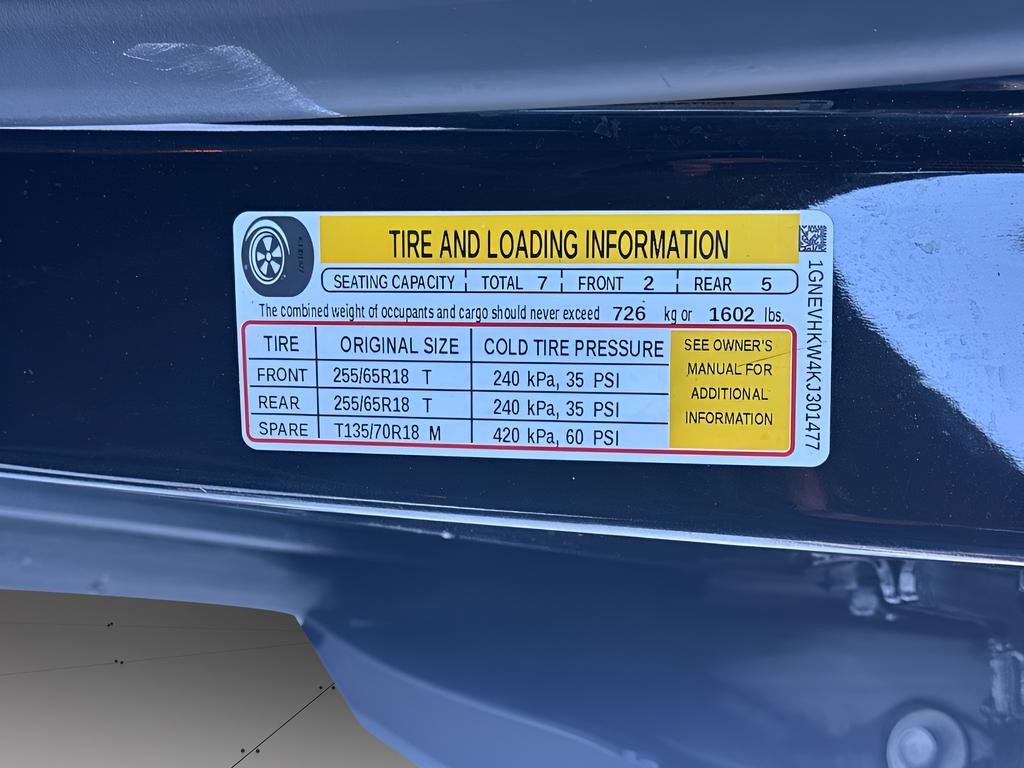 TIRE AND LOADING INFORMATION
SEATING CAPACITY TOTAL 7 FRONT 2 REAR 5
The combined weight of occupants and cargo should never exceed 726 kg or 1602 lbs.
TIRE ORIGINAL SIZE COLD TIRE PRESSURE
FRONT 255/65R18 T 240 kPa, 35 PSI
REAR 255/65R18 T 240 kPa, 35 PSI
SPARE T135/70R18 M 420 kPa, 60 PSI
SEE OWNER'S
MANUAL FOR
ADDITIONAL
INFORMATION
1GNEVHKW4KJ301477